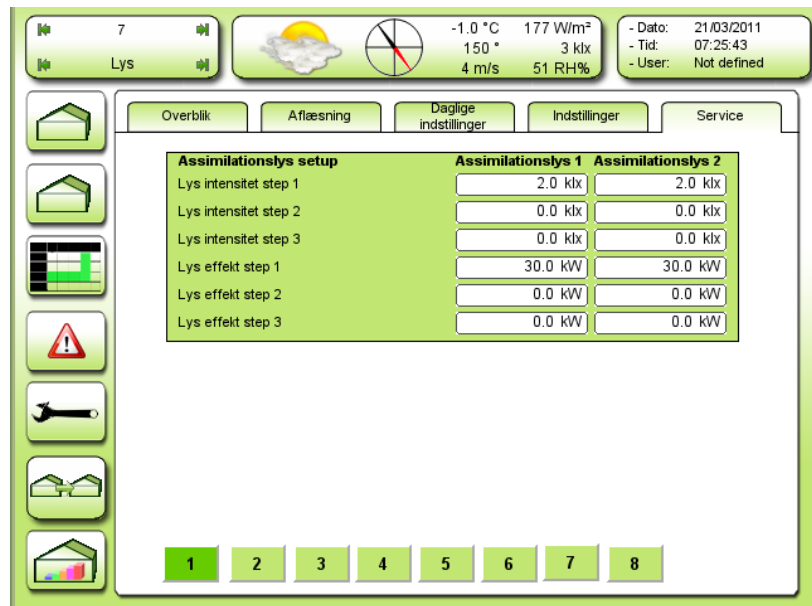 7
Lys
-1.0 °C 177 W/m²
150 ° 3 klx
4 m/s 51 RH%
- Dato: 21/03/2011
- Tid: 07:25:43
- User: Not defined
Overblik
Aflæsning
Daglige
indstillinger
Indstillinger
Service
Assimilationslys setup Assimilationslys 1 Assimilationslys 2
Lys intensitet step 1 2.0 klx 2.0 klx
Lys intensitet step 2 0.0 klx 0.0 klx
Lys intensitet step 3 0.0 klx 0.0 klx
Lys effekt step 1 30.0 kW 30.0 kW
Lys effekt step 2 0.0 kW 0.0 kW
Lys effekt step 3 0.0 kW 0.0 kW
1 2 3 4 5 6 7 8